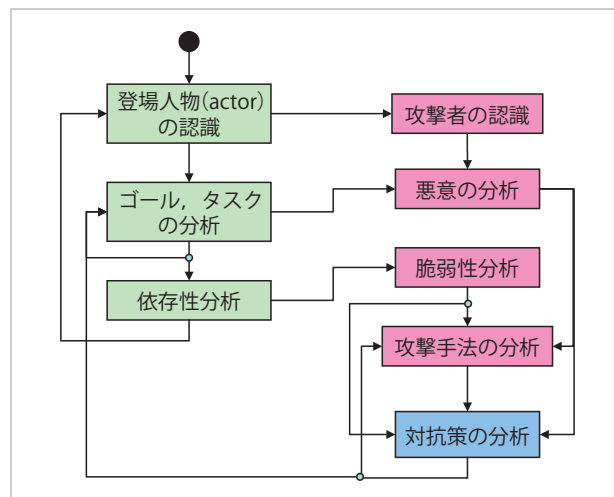 登場人物(actor)
の認識
攻撃者の認識
ゴール，タスク
の分析
悪意の分析
依存性分析
脆弱性分析
攻撃手法の分析
対抗策の分析